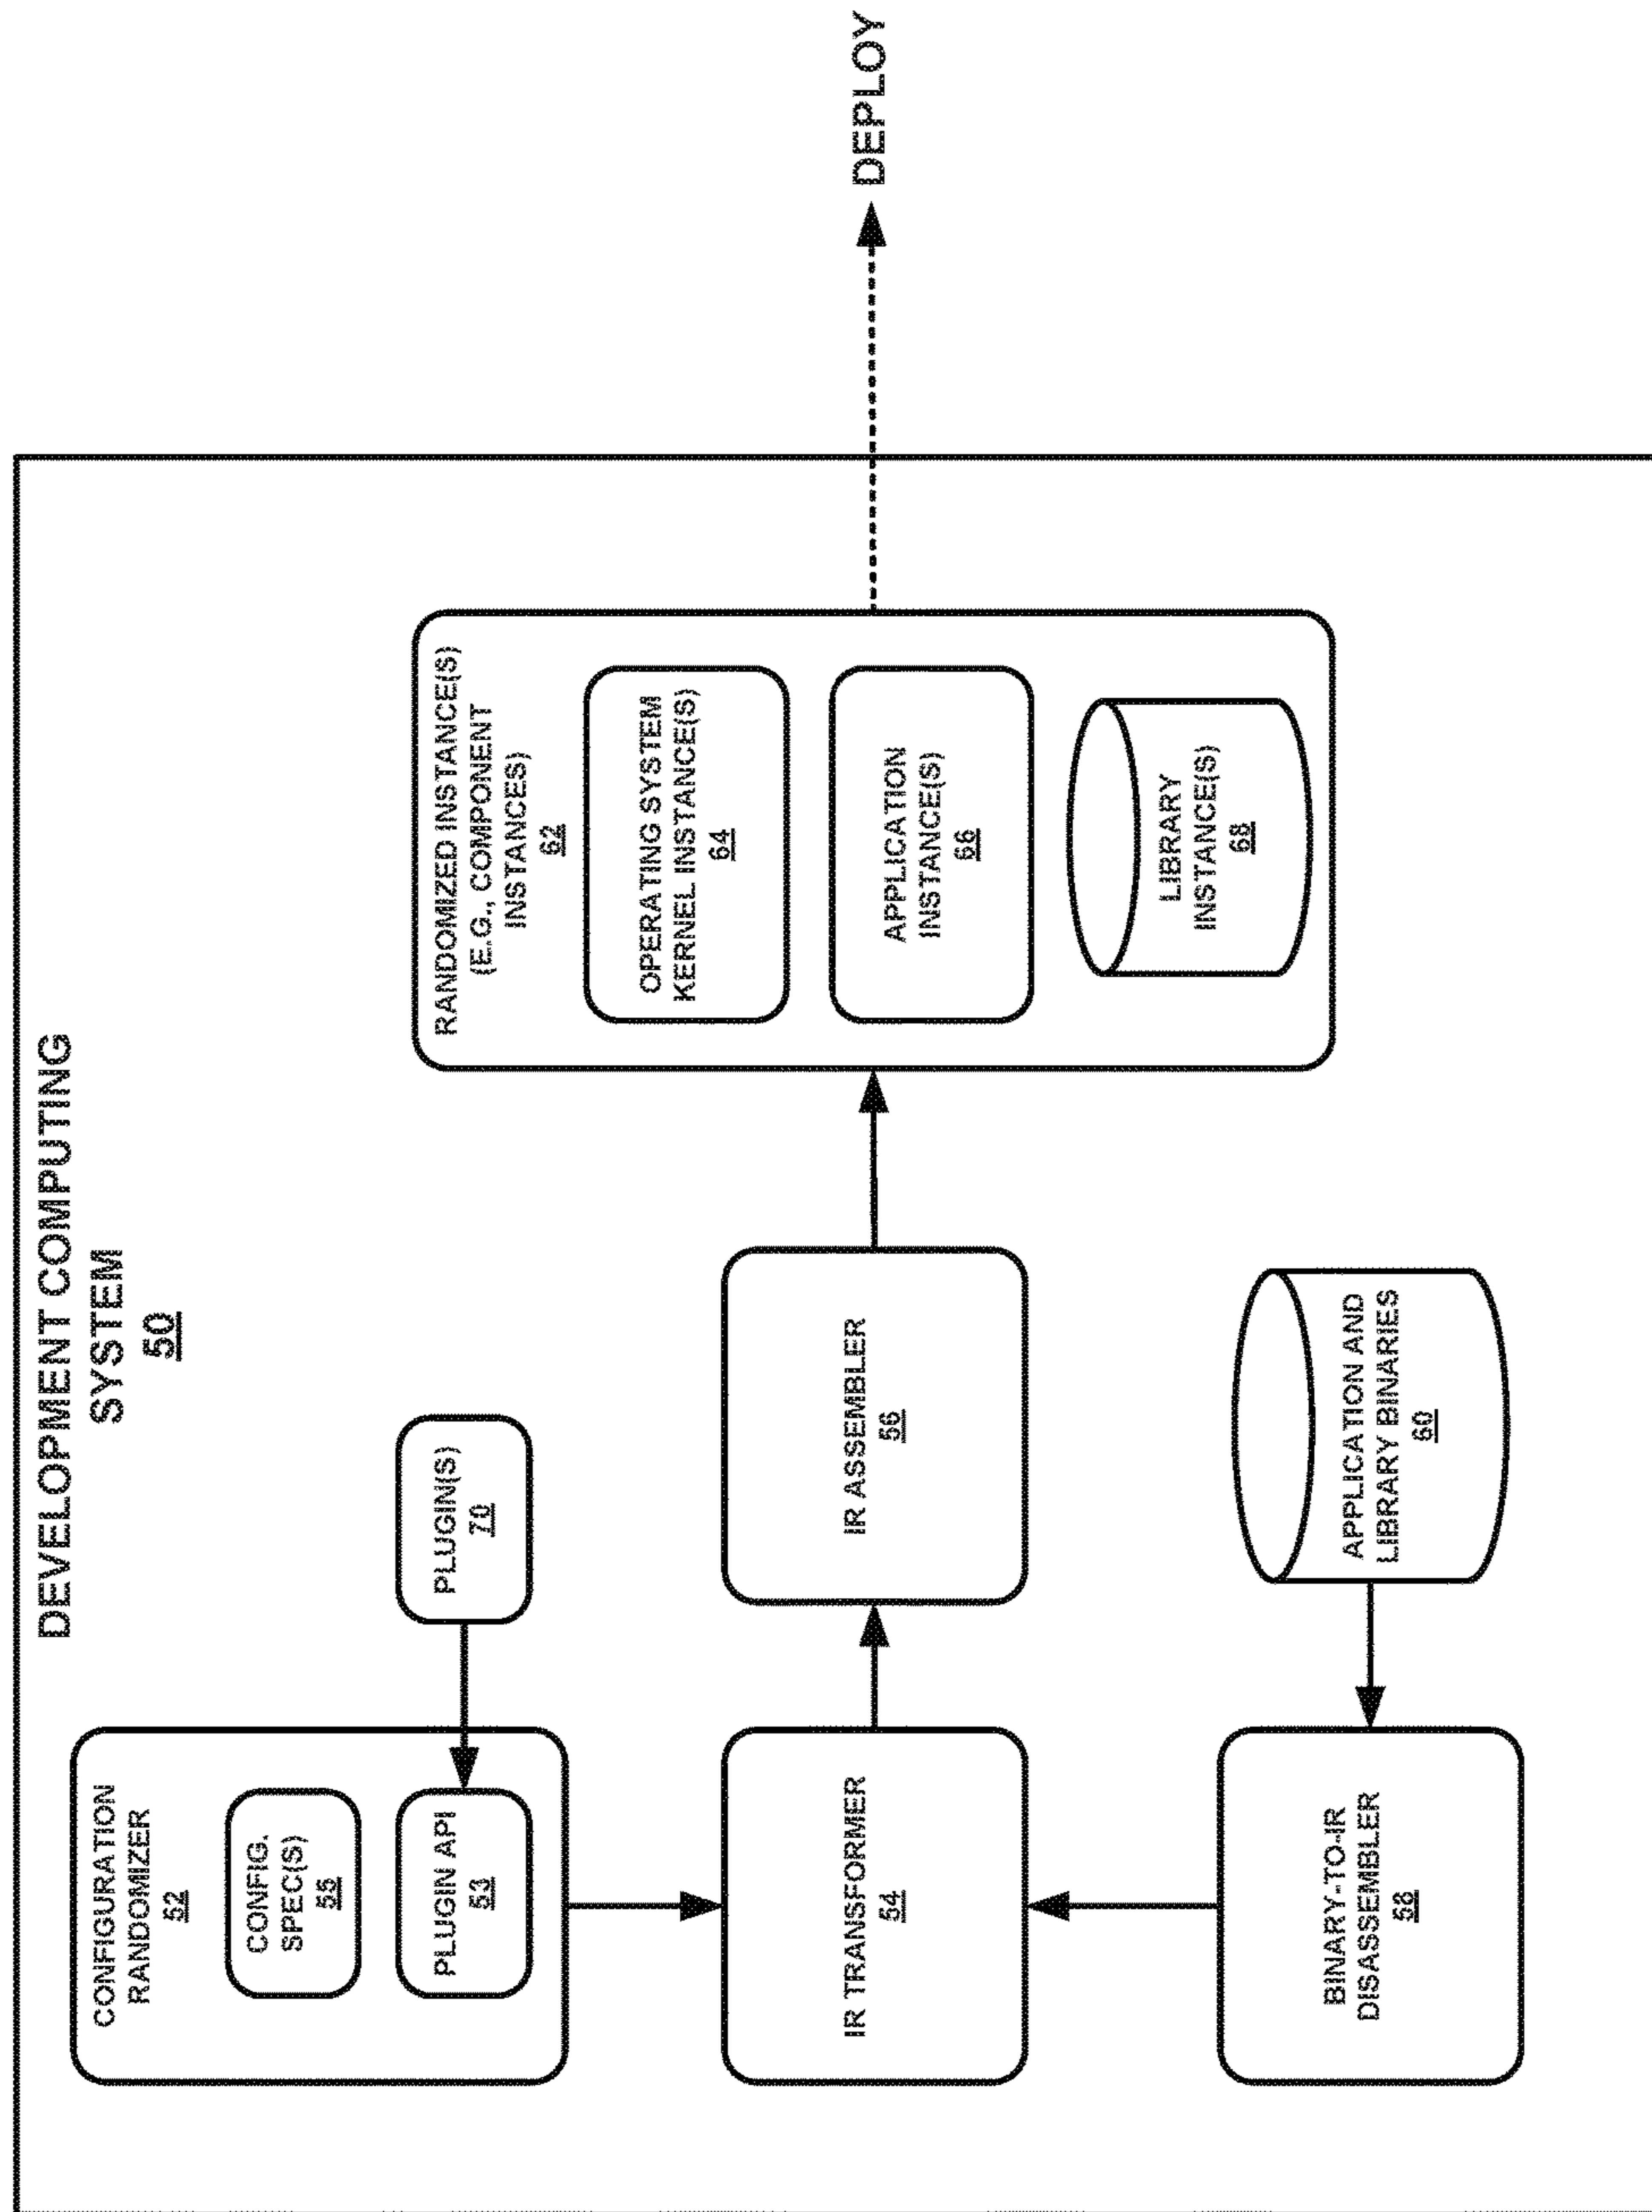 DEVELOPMENT COMPUTING
SYSTEM
50
CONFIGURATION
RANDOMIZER
52
CONFIG.
SPEC(S)
55
PLUGIN API
53
PLUGIN(S)
70
IR TRANSFORMER
54
IR ASSEMBLER
56
BINARY-TO-IR
DISASSEMBLER
58
APPLICATION AND
LIBRARY BINARIES
60
RANDOMIZED INSTANCE(S)
(E.G., COMPONENT
INSTANCES)
62
OPERATING SYSTEM
KERNEL INSTANCE(S)
64
APPLICATION
INSTANCE(S)
66
LIBRARY
INSTANCE(S)
68
DEPLOY